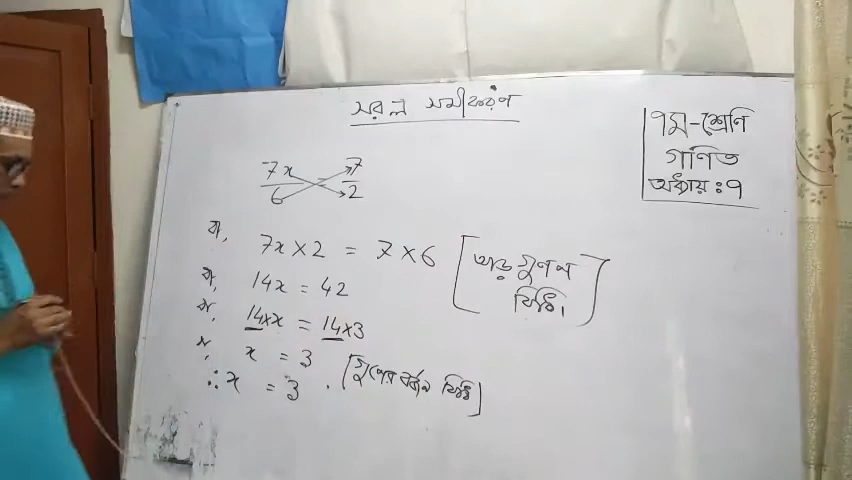 সরল সমীকরণ
৭ম-শ্রেণি
গণিত
অধ্যায়ঃ ৭
7x 7
6 2
বা, 7x × 2 = 7 × 6 [আড়গুণন
বিধি।]
বা, 14x = 42
বা, 14 × x = 14 × 3
বা, x = 3 [গুণের বর্জন বিধি]
∴ x = 3 .